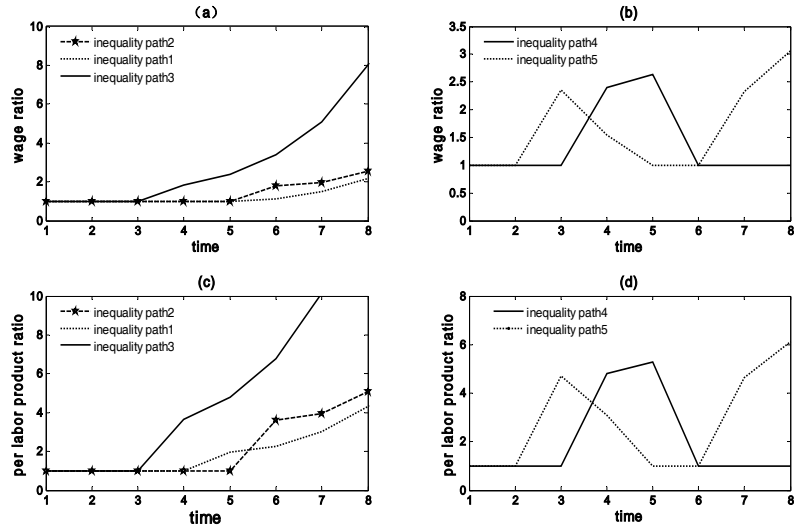 (a)
10
8
6
4
2
0
wage ratio
inequality path2
inequality path1
inequality path3
1 2 3 4 5 6 7 8
time
(b)
3.5
3
2.5
2
1.5
1
0.5
0
wage ratio
inequality path4
inequality path5
1 2 3 4 5 6 7 8
time
(c)
10
8
6
4
2
0
per labor product ratio
inequality path2
inequality path1
inequality path3
1 2 3 4 5 6 7 8
time
(d)
8
6
4
2
0
per labor product ratio
inequality path4
inequality path5
1 2 3 4 5 6 7 8
time